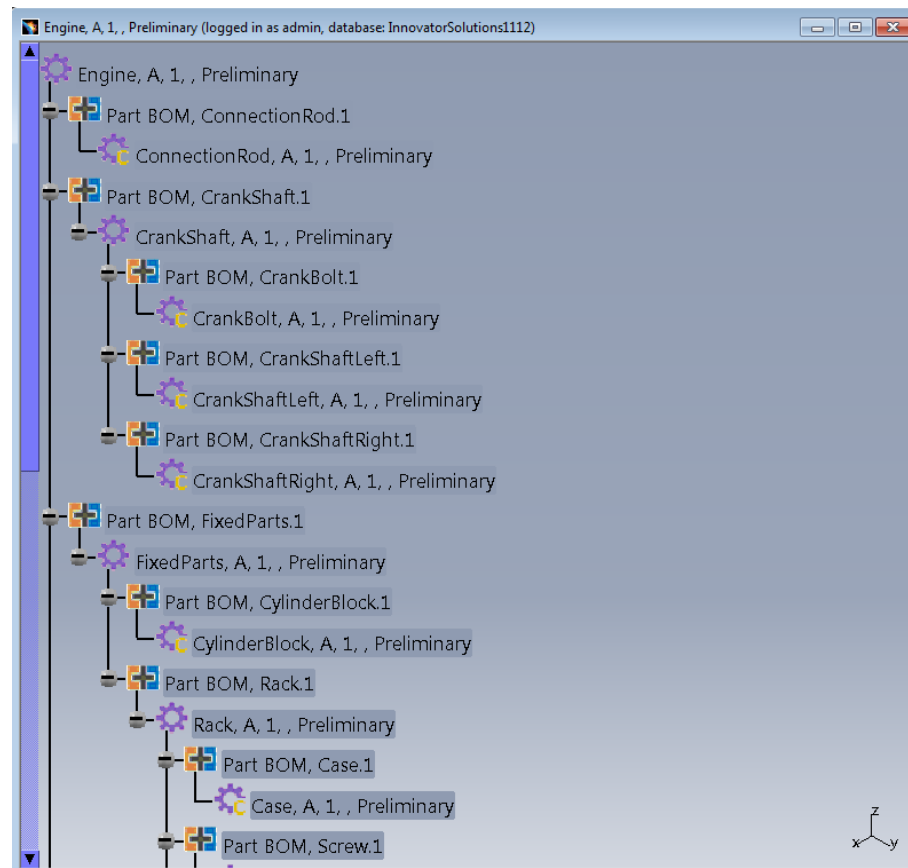 Engine, A, 1, , Preliminary (logged in as admin, database: InnovatorSolutions1112)
Engine, A, 1, , Preliminary
Part BOM, ConnectionRod.1
C
ConnectionRod, A, 1, , Preliminary
Part BOM, CrankShaft.1
CrankShaft, A, 1, , Preliminary
Part BOM, CrankBolt.1
C
CrankBolt, A, 1, , Preliminary
Part BOM, CrankShaftLeft.1
C
CrankShaftLeft, A, 1, , Preliminary
Part BOM, CrankShaftRight.1
C
CrankShaftRight, A, 1, , Preliminary
Part BOM, FixedParts.1
FixedParts, A, 1, , Preliminary
Part BOM, CylinderBlock.1
C
CylinderBlock, A, 1, , Preliminary
Part BOM, Rack.1
Rack, A, 1, , Preliminary
Part BOM, Case.1
C
Case, A, 1, , Preliminary
Part BOM, Screw.1
z
x
y